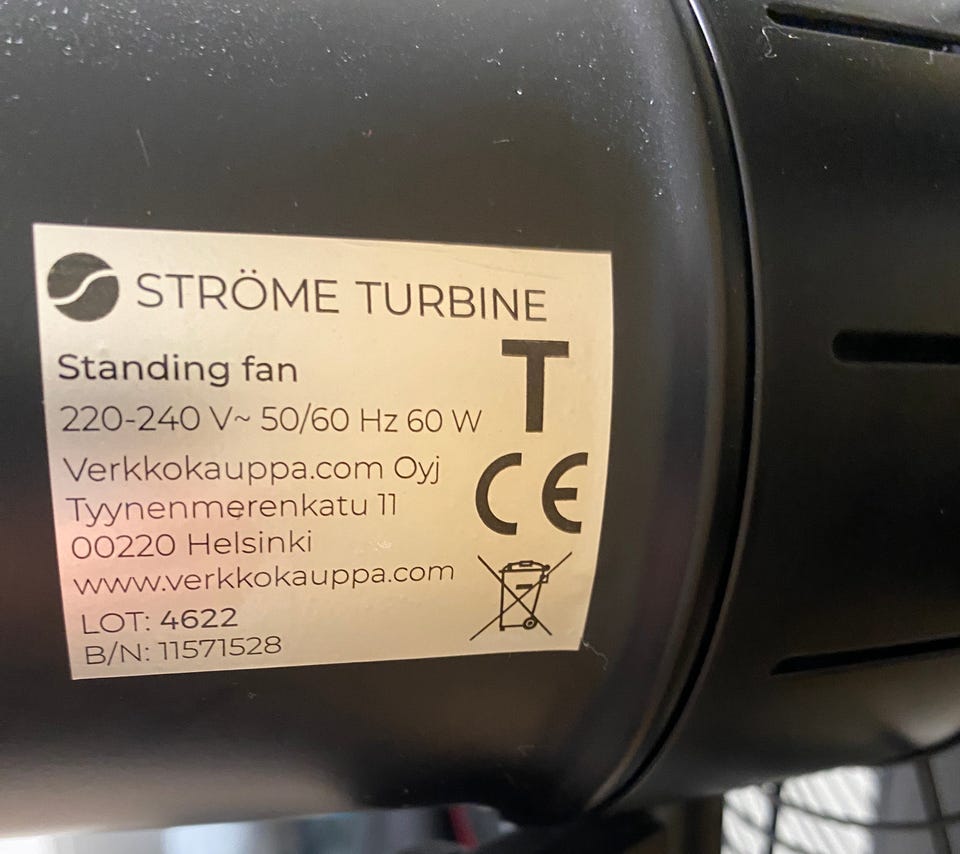 STRÖME TURBINE
Standing fan
T
220-240 V~ 50/60 Hz 60 W
Verkkokauppa.com Oyj
Tyynenmerenkatu 11
CE
00220 Helsinki
www.verkkokauppa.com
LOT: 4622
B/N: 11571528